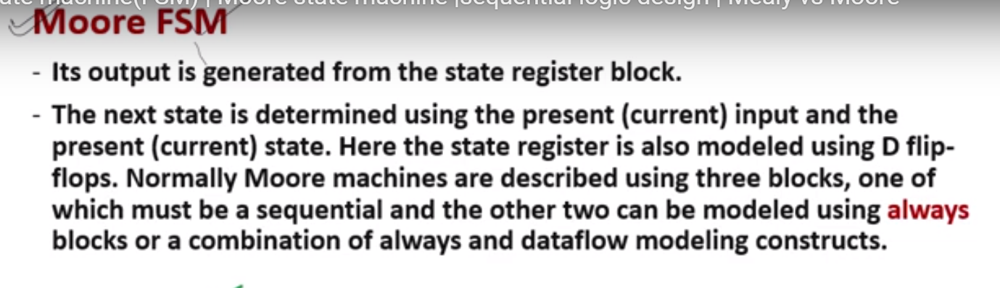 ate machine(FSM) | Moore state machine |sequential logic design | Mealy vs Moore
Moore FSM
- Its output is generated from the state register block.
- The next state is determined using the present (current) input and the
present (current) state. Here the state register is also modeled using D flip-
flops. Normally Moore machines are described using three blocks, one of
which must be a sequential and the other two can be modeled using always
blocks or a combination of always and dataflow modeling constructs.